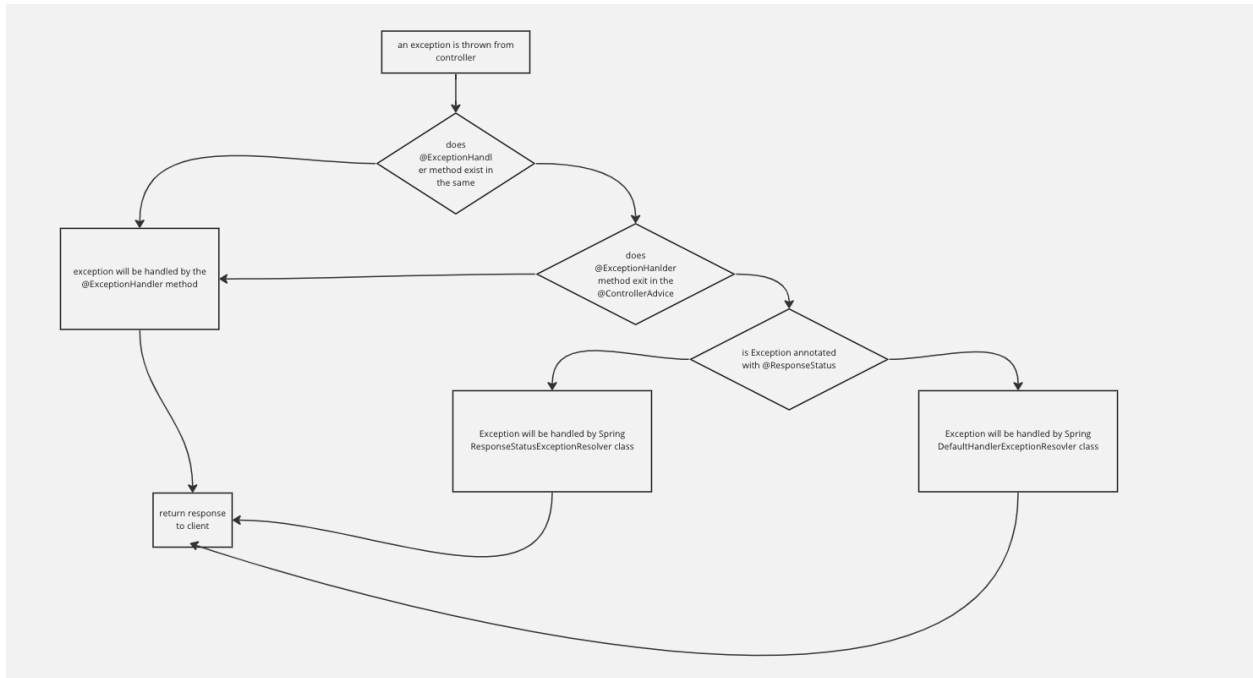 an exception is thrown from
controller
does
@ExceptionHandl
er method exist in
the same
does
@ExceptionHanlder
method exit in the
@ControllerAdvice
exception will be handled by the
@ExceptionHandler method
is Exception annotated
with @ResponseStatus
Exception will be handled by Spring
ResponseStatusExceptionResolver class
Exception will be handled by Spring
DefaultHandlerExceptionResovler class
return response
to client